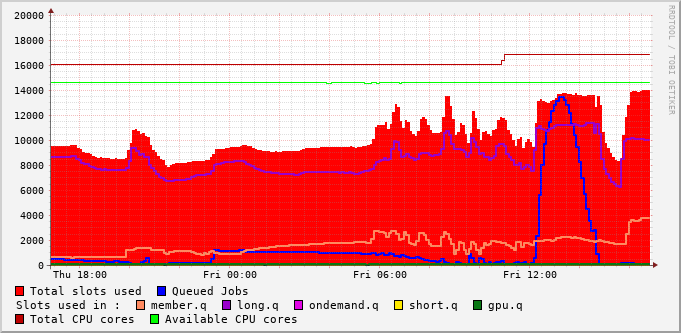 20000
18000
16000
14000
12000
10000
8000
6000
4000
2000
0
Thu 18:00 Fri 00:00 Fri 06:00 Fri 12:00
RRDTOOL / TOBI OETIKER
Total slots used Queued Jobs
Slots used in : member.q long.q ondemand.q short.q gpu.q
Total CPU cores Available CPU cores